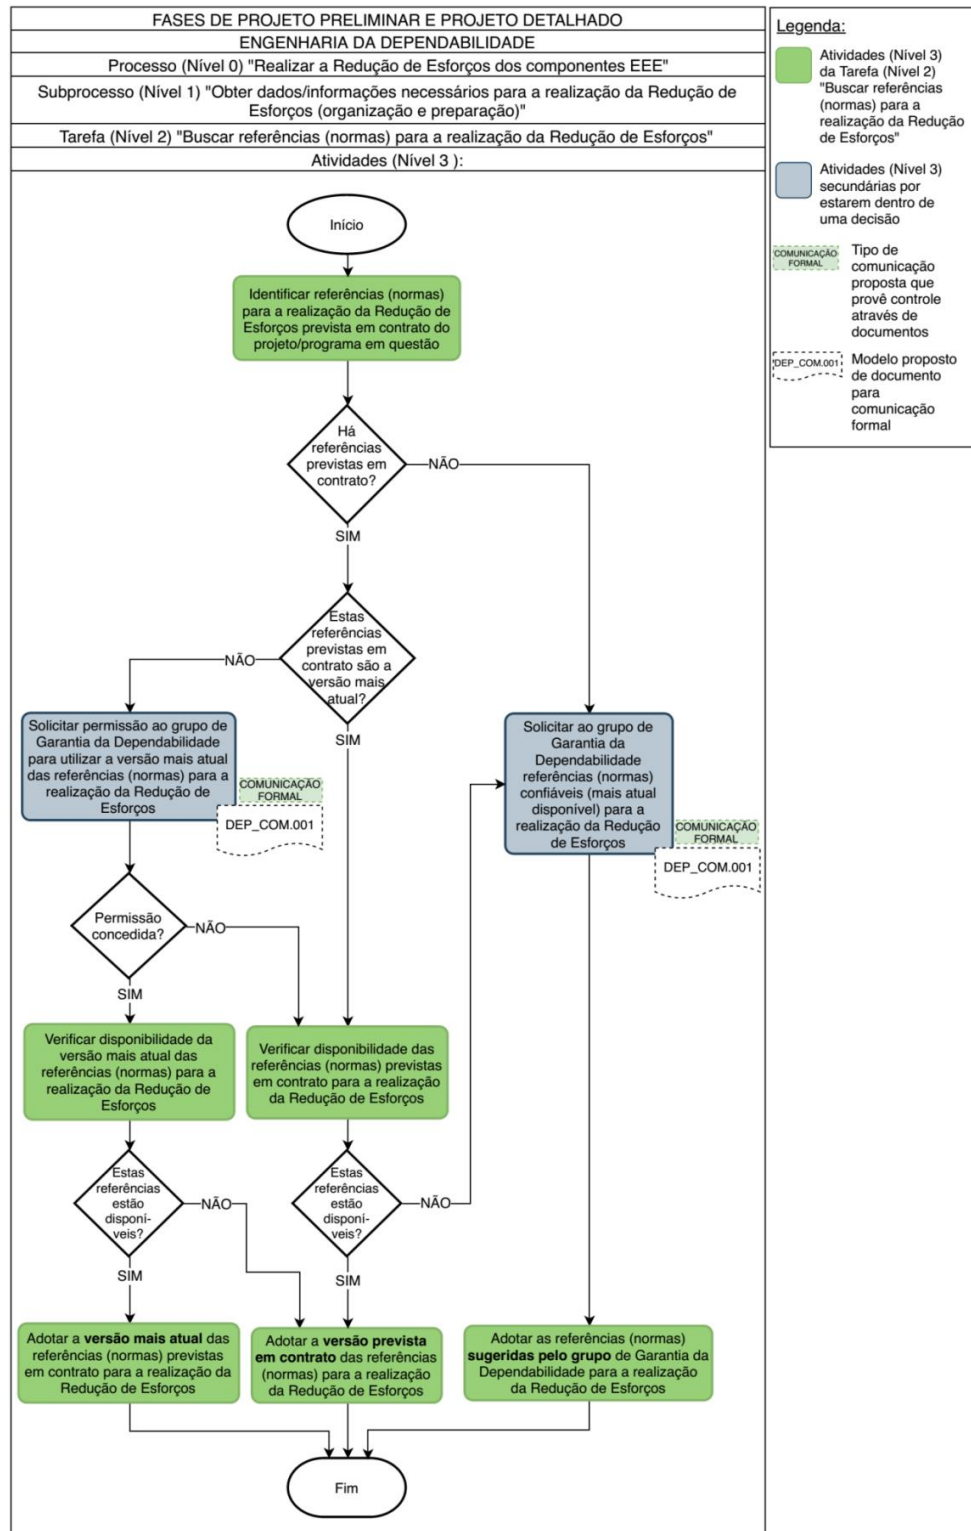 FASES DE PROJETO PRELIMINAR E PROJETO DETALHADO
ENGENHARIA DA DEPENDABILIDADE
Processo (Nível 0) "Realizar a Redução de Esforços dos componentes EEE"
Subprocesso (Nível 1) "Obter dados/informações necessários para a realização da Redução de
Esforços (organização e preparação)"
Tarefa (Nível 2) "Buscar referências (normas) para a realização da Redução de Esforços"
Atividades (Nível 3 ):
Início
Identificar referências (normas)
para a realização da Redução de
Esforços prevista em contrato do
projeto/programa em questão
Há
referências
previstas em
contrato?
NÃO
SIM
Estas
referências
previstas em
contrato são a
versão mais
atual?
NÃO
SIM
Solicitar permissão ao grupo de
Garantia da Dependabilidade
para utilizar a versão mais atual
das referências (normas) para a
realização da Redução de
Esforços
COMUNICAÇÃO
FORMAL
DEP_COM.001
Solicitar ao grupo de
Garantia da
Dependabilidade
referências (normas)
confiáveis (mais atual
disponível) para a
realização da Redução
de Esforços
COMUNICAÇÃO
FORMAL
DEP_COM.001
Permissão
concedida?
NÃO
SIM
Verificar disponibilidade da
versão mais atual das
referências (normas) para a
realização da Redução de
Esforços
Verificar disponibilidade das
referências (normas) previstas
em contrato para a realização
da Redução de Esforços
Estas
referências
estão
disponí-
veis?
NÃO
SIM
Estas
referências
estão
disponí-
veis?
NÃO
SIM
Adotar a versão mais atual das
referências (normas) previstas
em contrato para a realização da
Redução de Esforços
Adotar a versão prevista
em contrato das referências
(normas) para a realização
da Redução de Esforços
Adotar as referências (normas)
sugeridas pelo grupo de Garantia da
Dependabilidade para a realização
da Redução de Esforços
Fim
Legenda:
Atividades (Nível 3)
da Tarefa (Nível 2)
"Buscar referências
(normas) para a
realização da Redução
de Esforços"
Atividades (Nível 3)
secundárias por
estarem dentro de
uma decisão
COMUNICAÇÃO
FORMAL
Tipo de
comunicação
proposta que
provê controle
através de
documentos
DEP_COM.001
Modelo proposto
de documento
para
comunicação
formal